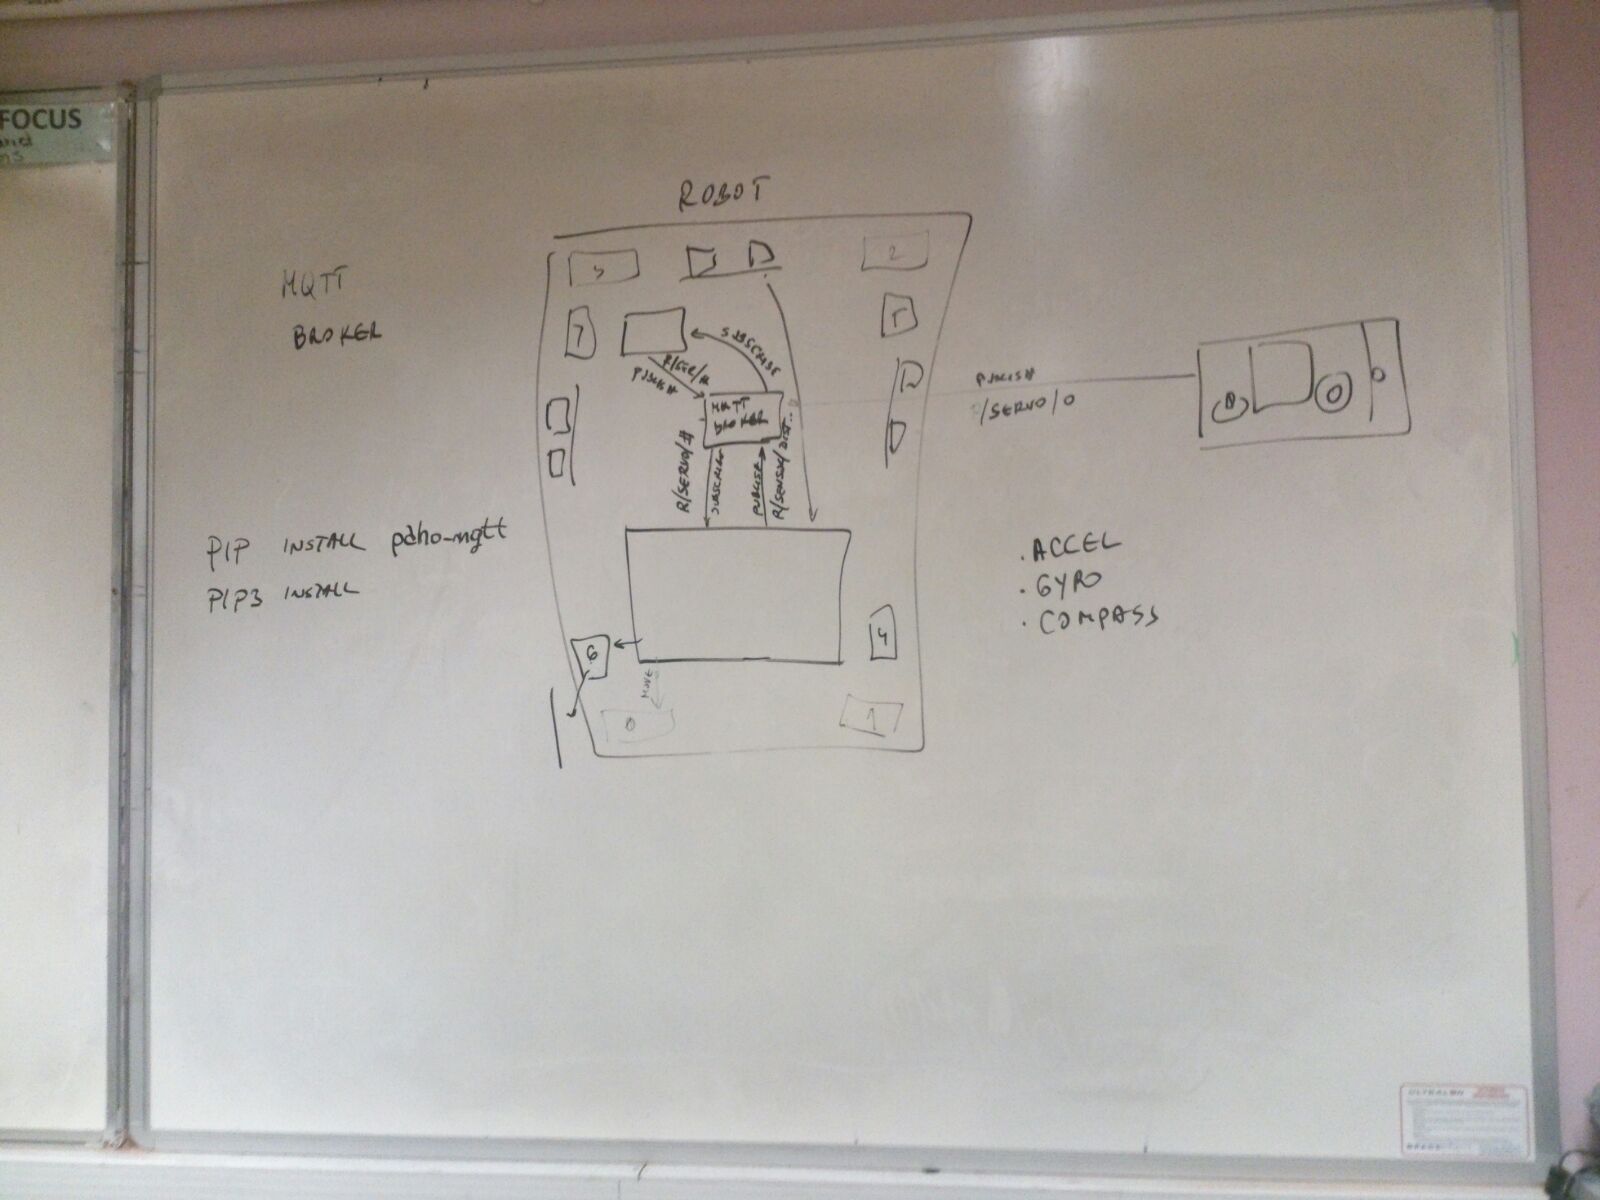 FOCUS
ROBOT
3
2
MQTT
BROKER
7
5
SUBSCRIBE
R/SER/#
PUBLISH
MQTT
BROKER
PUBLISH
/SERVO/0
R/SERVO/#
SUBSCRIBE
PUBLISH
R/SENSOR/DIST..
PIP INSTALL paho-mqtt
PIP3 INSTALL
. ACCEL
. GYRO
. COMPASS
6
4
MOVE
0
1
ULTRALON